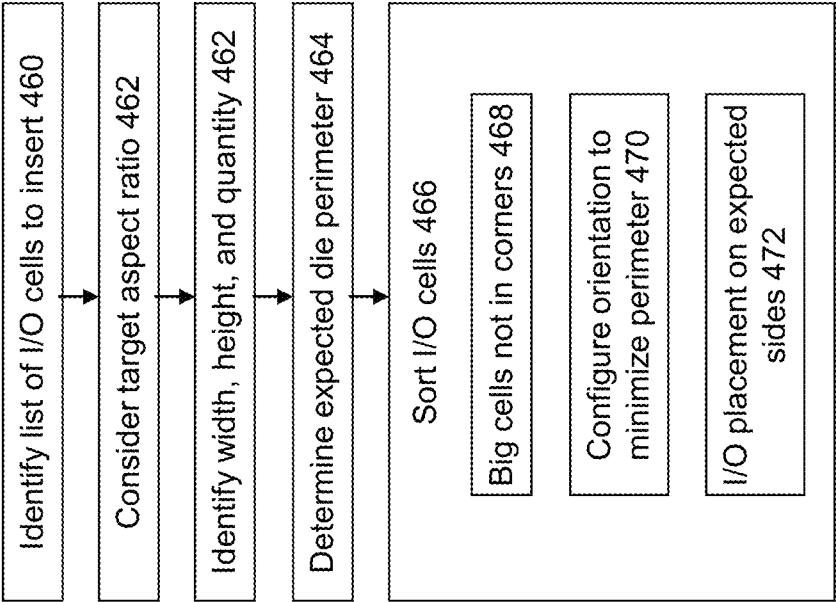 Identify list of I/O cells to insert 460
Consider target aspect ratio 462
Identify width, height, and quantity 462
Determine expected die perimeter 464
Sort I/O cells 466
Big cells not in corners 468
Configure orientation to
minimize perimeter 470
I/O placement on expected
sides 472